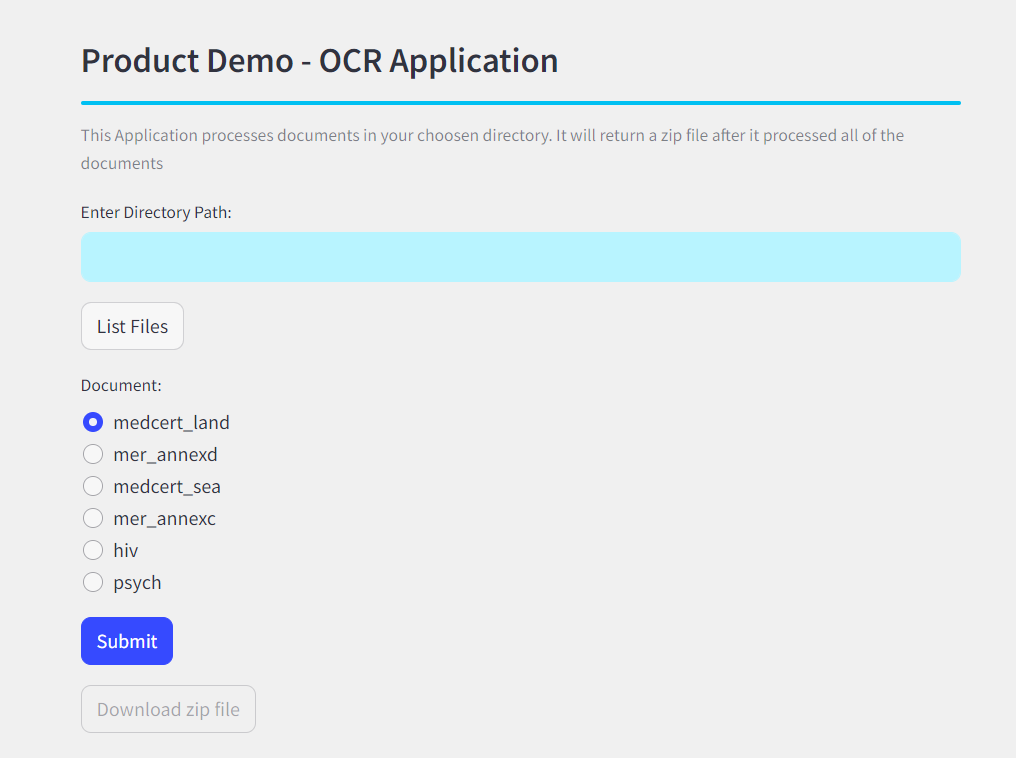 Product Demo - OCR Application
This Application processes documents in your choosen directory. It will return a zip file after it processed all of the
documents
Enter Directory Path:
List Files
Document:
medcert_land
mer_annexd
medcert_sea
mer_annexc
hiv
psych
Submit
Download zip file